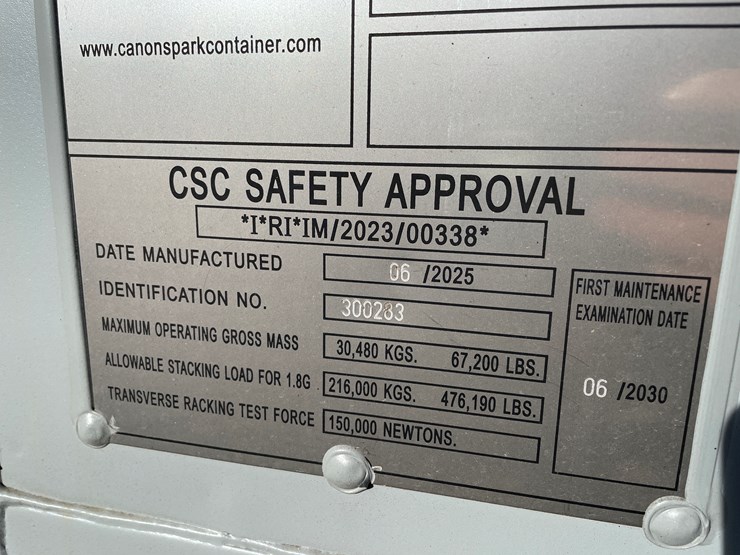 www.canonsparkcontainer.com
CSC SAFETY APPROVAL
*I*RI*IM/2023/00338*
DATE MANUFACTURED 06 /2025
IDENTIFICATION NO. 300283
MAXIMUM OPERATING GROSS MASS 30,480 KGS. 67,200 LBS.
ALLOWABLE STACKING LOAD FOR 1.8G 216,000 KGS. 476,190 LBS.
TRANSVERSE RACKING TEST FORCE 150,000 NEWTONS.
FIRST MAINTENANCE
EXAMINATION DATE
06 /2030